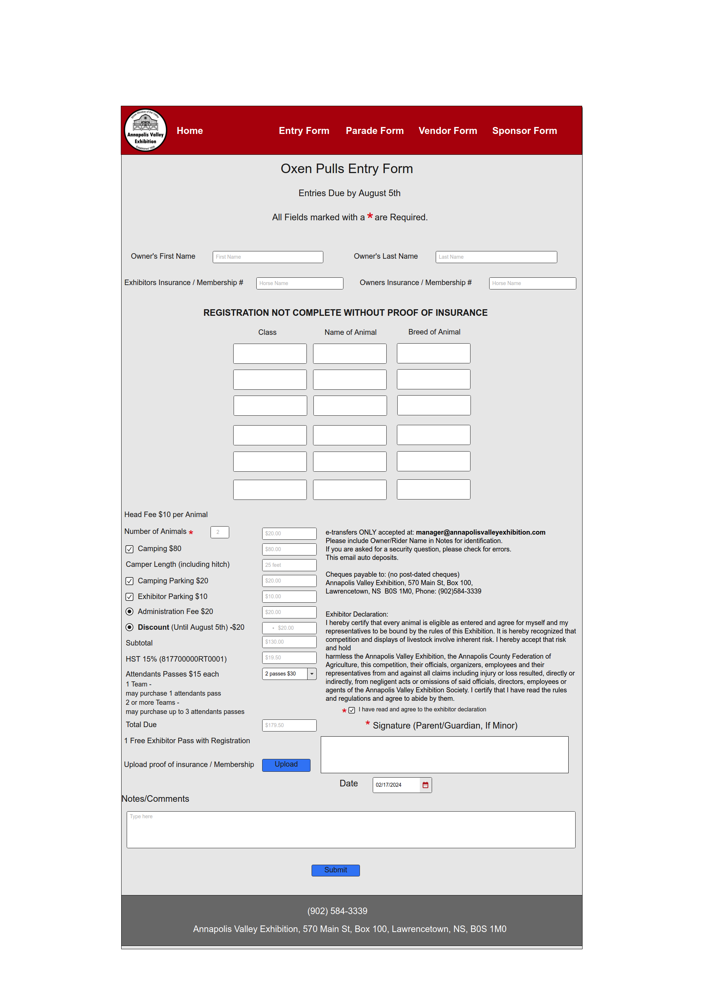 Show Window of the Valley
Annapolis Valley
Exhibition
Established 1926
Home
Entry Form
Parade Form
Vendor Form
Sponsor Form
Oxen Pulls Entry Form
Entries Due by August 5th
All Fields marked with a * are Required.
Owner's First Name
First Name
Owner's Last Name
Last Name
Exhibitors Insurance / Membership #
Horse Name
Owners Insurance / Membership #
Horse Name
REGISTRATION NOT COMPLETE WITHOUT PROOF OF INSURANCE
Class
Name of Animal
Breed of Animal
Head Fee $10 per Animal
Number of Animals *
2
$20.00
Camping $80
$80.00
Camper Length (including hitch)
25 feet
Camping Parking $20
$20.00
Exhibitor Parking $10
$10.00
Administration Fee $20
$20.00
Discount (Until August 5th) -$20
• $20.00
Subtotal
$130.00
HST 15% (817700000RT0001)
$19.50
Attendants Passes $15 each
2 passes $30
1 Team -
may purchase 1 attendants pass
2 or more Teams -
may purchase up to 3 attendants passes
Total Due
$179.50
1 Free Exhibitor Pass with Registration
Upload proof of insurance / Membership
Upload
e-transfers ONLY accepted at: manager@annapolisvalleyexhibition.com
Please include Owner/Rider Name in Notes for identification.
If you are asked for a security question, please check for errors.
This email auto deposits.
Cheques payable to: (no post-dated cheques)
Annapolis Valley Exhibition, 570 Main St, Box 100,
Lawrencetown, NS B0S 1M0, Phone: (902)584-3339
Exhibitor Declaration:
I hereby certify that every animal is eligible as entered and agree for myself and my
representatives to be bound by the rules of this Exhibition. It is hereby recognized that
competition and displays of livestock involve inherent risk. I hereby accept that risk
and hold
harmless the Annapolis Valley Exhibition, the Annapolis County Federation of
Agriculture, this competition, their officials, organizers, employees and their
representatives from and against all claims including injury or loss resulted, directly or
indirectly, from negligent acts or omissions of said officials, directors, employees or
agents of the Annapolis Valley Exhibition Society. I certify that I have read the rules
and regulations and agree to abide by them.
* I have read and agree to the exhibitor declaration
* Signature (Parent/Guardian, If Minor)
Date
02/17/2024
Notes/Comments
Type here
Submit
(902) 584-3339
Annapolis Valley Exhibition, 570 Main St, Box 100, Lawrencetown, NS, B0S 1M0